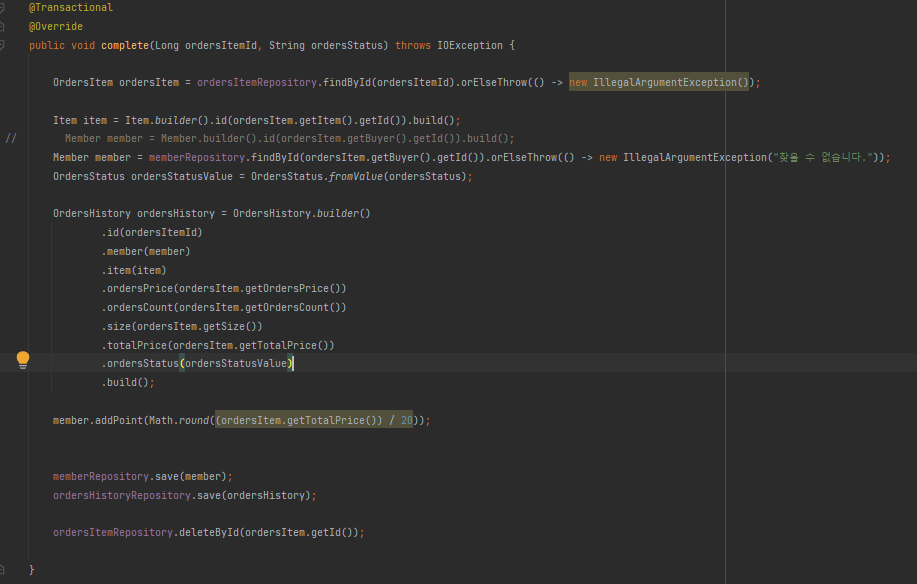 @Transactional
@Override
public void complete(Long ordersItemId, String ordersStatus) throws IOException {
OrdersItem ordersItem = ordersItemRepository.findById(ordersItemId).orElseThrow(() -> new IllegalArgumentException());
Item item = Item.builder().id(ordersItem.getItem().getId()).build();
// Member member = Member.builder().id(ordersItem.getBuyer().getId()).build();
Member member = memberRepository.findById(ordersItem.getBuyer().getId()).orElseThrow(() -> new IllegalArgumentException("찾을 수 없습니다."));
OrdersStatus ordersStatusValue = OrdersStatus.fromValue(ordersStatus);
OrdersHistory ordersHistory = OrdersHistory.builder()
.id(ordersItemId)
.member(member)
.item(item)
.ordersPrice(ordersItem.getOrdersPrice())
.ordersCount(ordersItem.getOrdersCount())
.size(ordersItem.getSize())
.totalPrice(ordersItem.getTotalPrice())
.ordersStatus(ordersStatusValue)
.build();
member.addPoint(Math.round((ordersItem.getTotalPrice()) / 20));
memberRepository.save(member);
ordersHistoryRepository.save(ordersHistory);
ordersItemRepository.deleteById(ordersItem.getId());
}